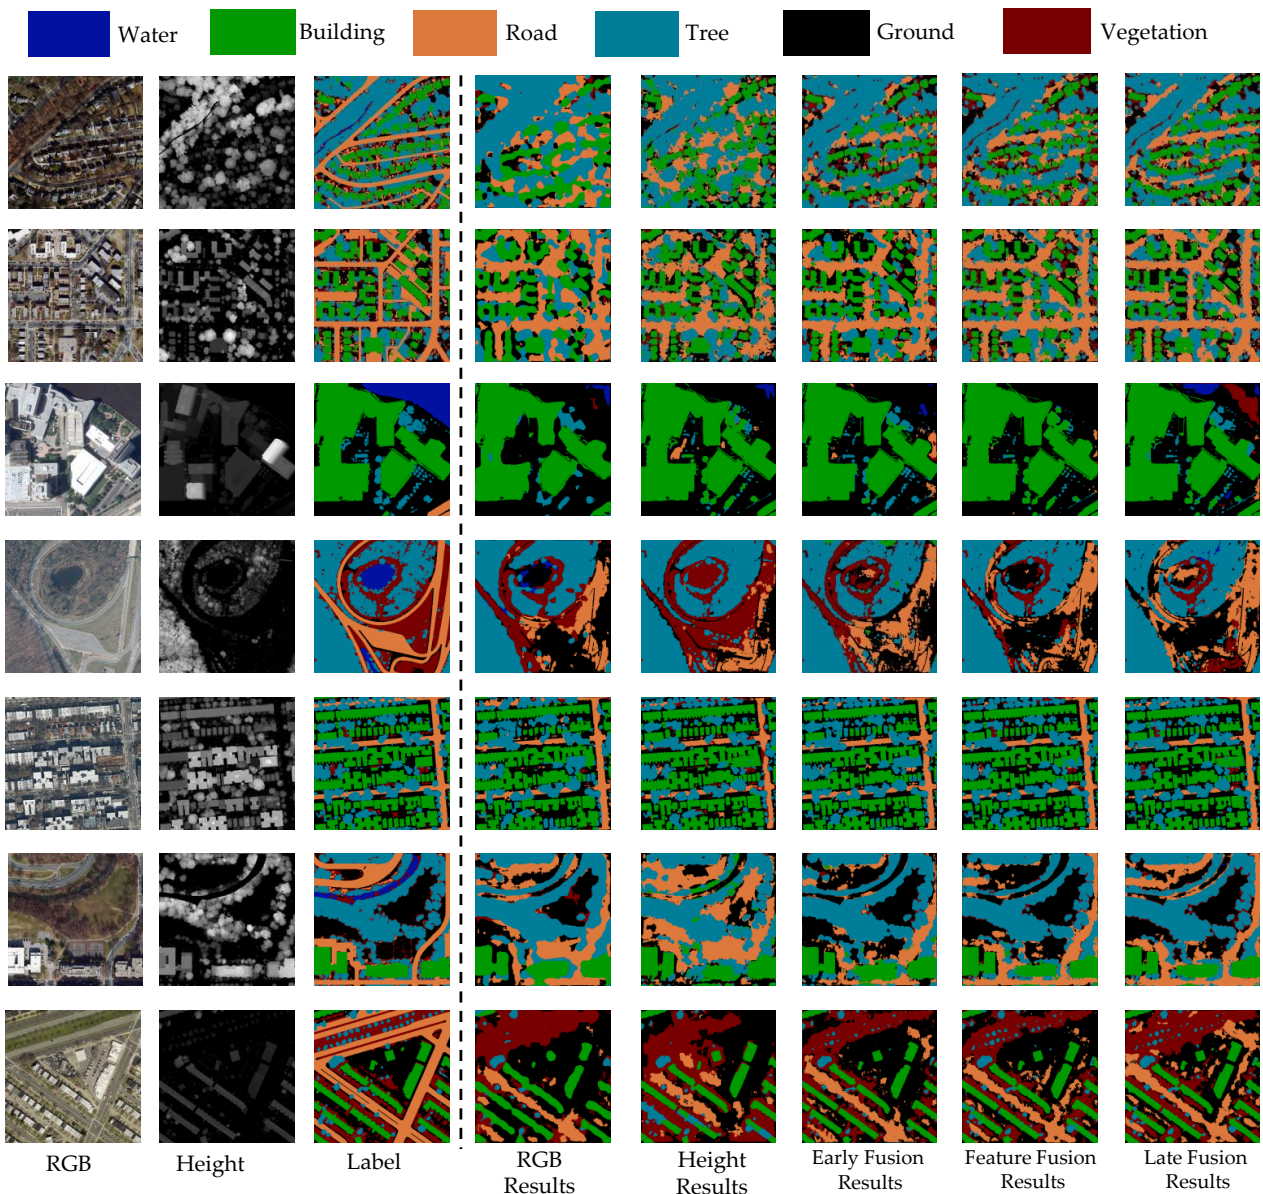 Water
Building
Road
Tree
Ground
Vegetation
RGB
Height
Label
RGB
Results
Height
Results
Early Fusion
Results
Feature Fusion
Results
Late Fusion
Results